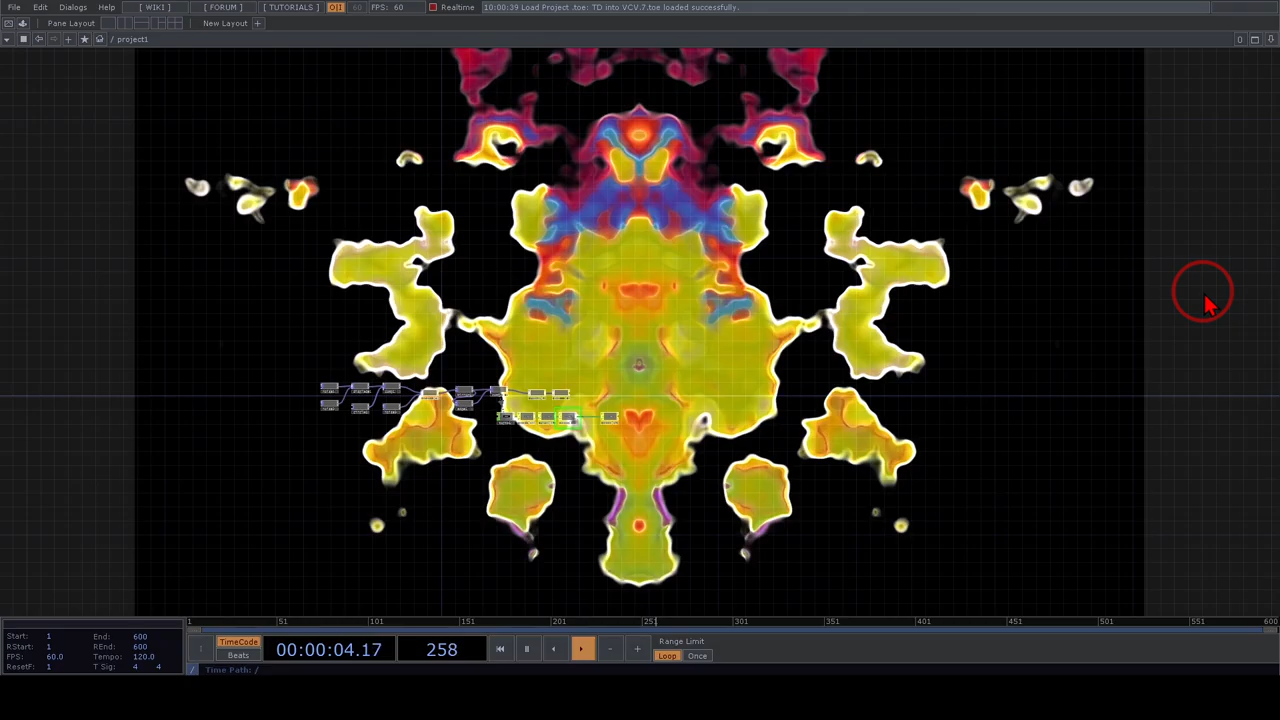 File Edit Dialogs Help [ WIKI ] [ FORUM ] [ TUTORIALS ] O|I 60 FPS: 60 Realtime 10:00:39 Load Project .toe: TD into VCV.7.toe loaded successfully.
Pane Layout New Layout +
/ project1
1 51 101 151 201 251 301 351 401 451 501 551 600
Start: 1 End: 600
RStart: 1 REnd: 600
FPS: 60.0 Tempo: 120.0
ResetF: 1 T Sig: 4 4
TimeCode
Beats
00:00:04.17 258
Range Limit
Loop Once
/ Time Path: /